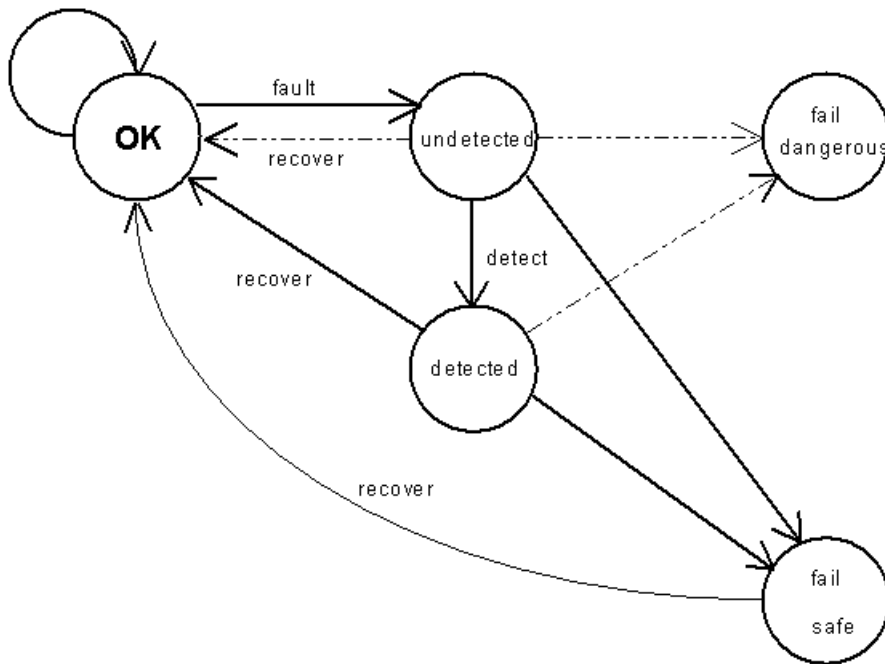 fault
OK
recover
undetected
fail
dangerous
detect
recover
detected
recover
fail
safe